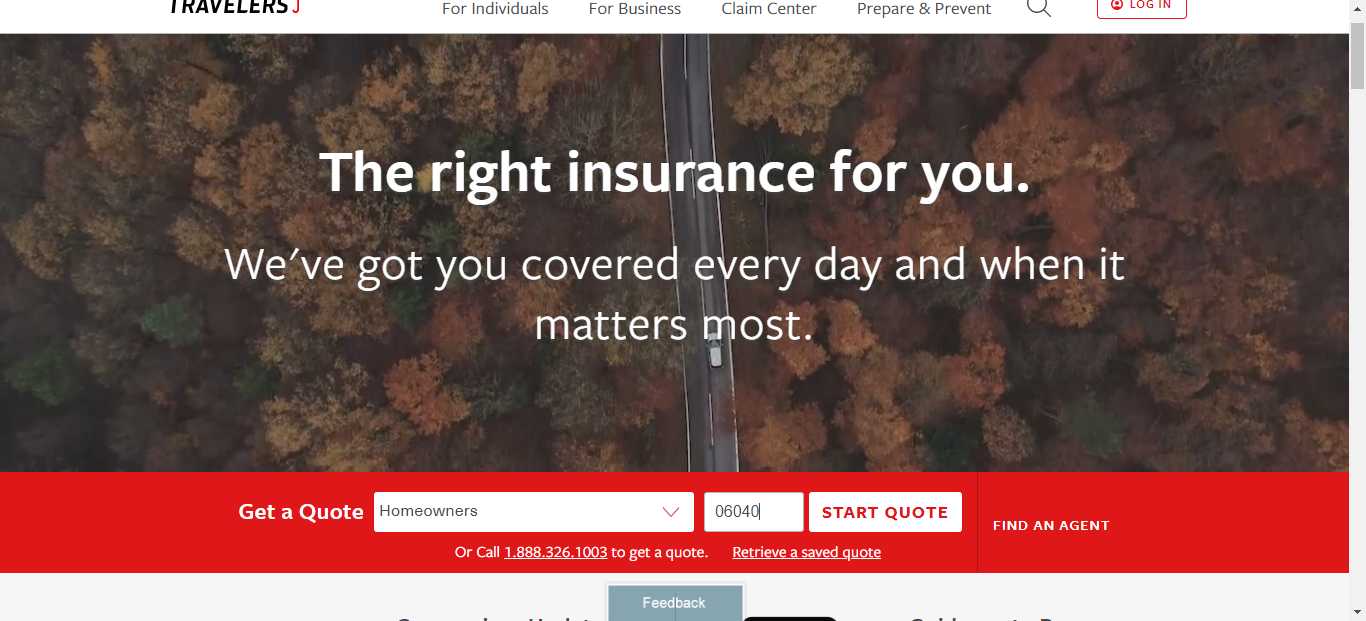 TRAVELERS
For Individuals
For Business
Claim Center
Prepare & Prevent
LOG IN
The right insurance for you.
We've got you covered every day and when it
matters most.
Get a Quote
Homeowners
06040
START QUOTE
FIND AN AGENT
Or Call 1.888.326.1003 to get a quote.
Retrieve a saved quote
Feedback